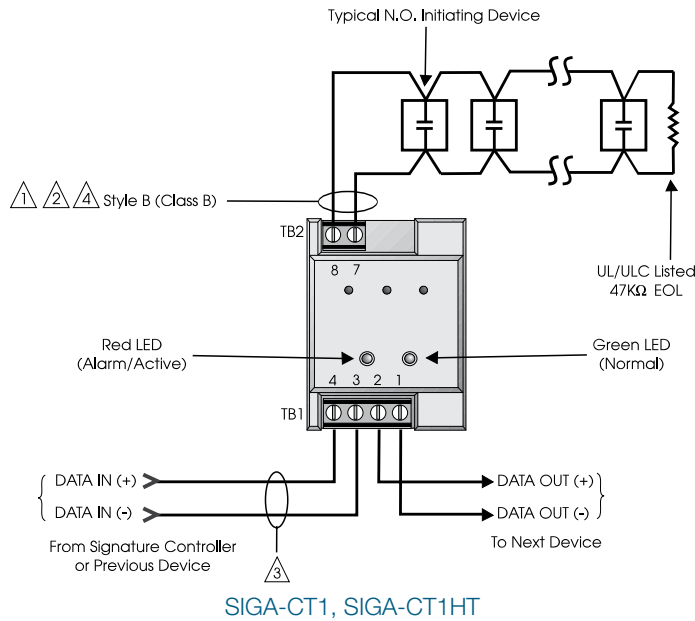 Typical N.O. Initiating Device
1 2 4 Style B (Class B)
TB2
8 7
UL/ULC Listed
47KΩ EOL
Red LED
(Alarm/Active)
Green LED
(Normal)
4 3 2 1
TB1
DATA IN (+)
DATA OUT (+)
DATA IN (-)
DATA OUT (-)
From Signature Controller
or Previous Device
To Next Device
3
SIGA-CT1, SIGA-CT1HT